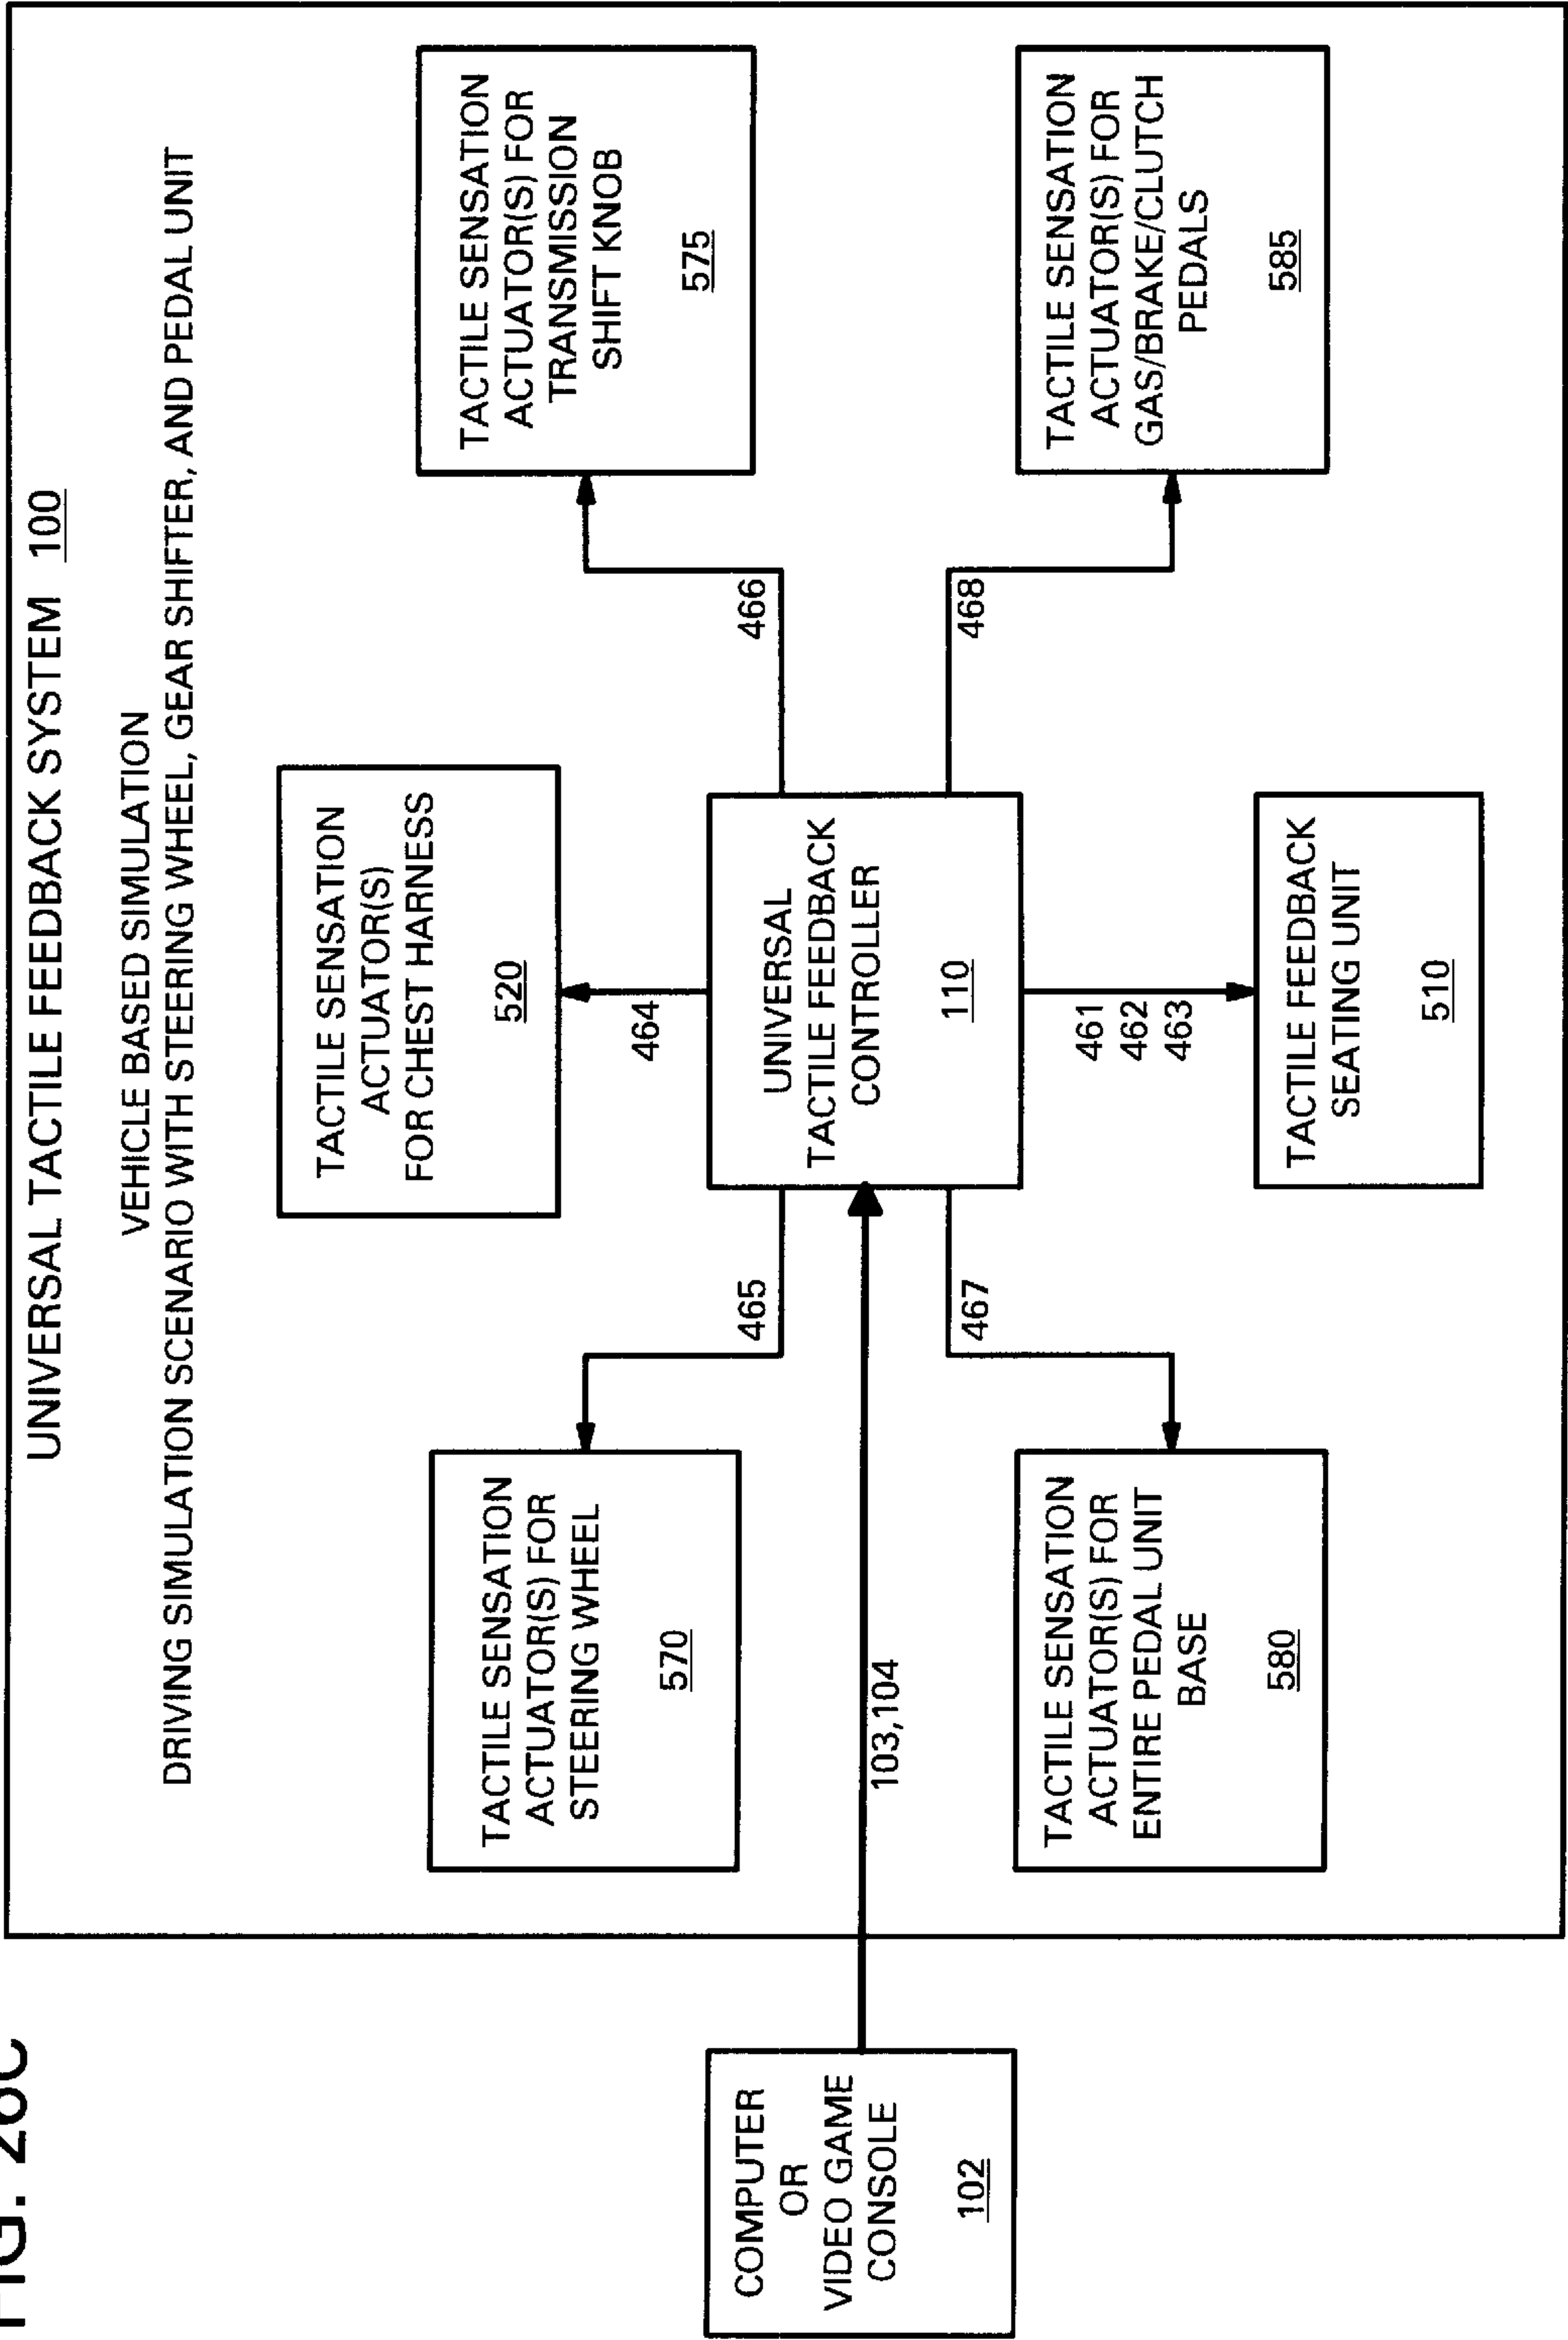 FIG.
UNIVERSAL TACTILE FEEDBACK SYSTEM 100
VEHICLE BASED SIMULATION
DRIVING SIMULATION SCENARIO WITH STEERING WHEEL, GEAR SHIFTER, AND PEDAL UNIT
TACTILE SENSATION
ACTUATOR(S) FOR
STEERING WHEEL
570
TACTILE SENSATION
ACTUATOR(S)
FOR CHEST HARNESS
520
TACTILE SENSATION
ACTUATOR(S) FOR
TRANSMISSION
SHIFT KNOB
575
464
465
466
COMPUTER
OR
VIDEO GAME
CONSOLE
102
103,104
UNIVERSAL
TACTILE FEEDBACK
CONTROLLER
110
467
468
461
462
463
TACTILE SENSATION
ACTUATOR(S) FOR
ENTIRE PEDAL UNIT
BASE
580
TACTILE FEEDBACK
SEATING UNIT
510
TACTILE SENSATION
ACTUATOR(S) FOR
GAS/BRAKE/CLUTCH
PEDALS
585